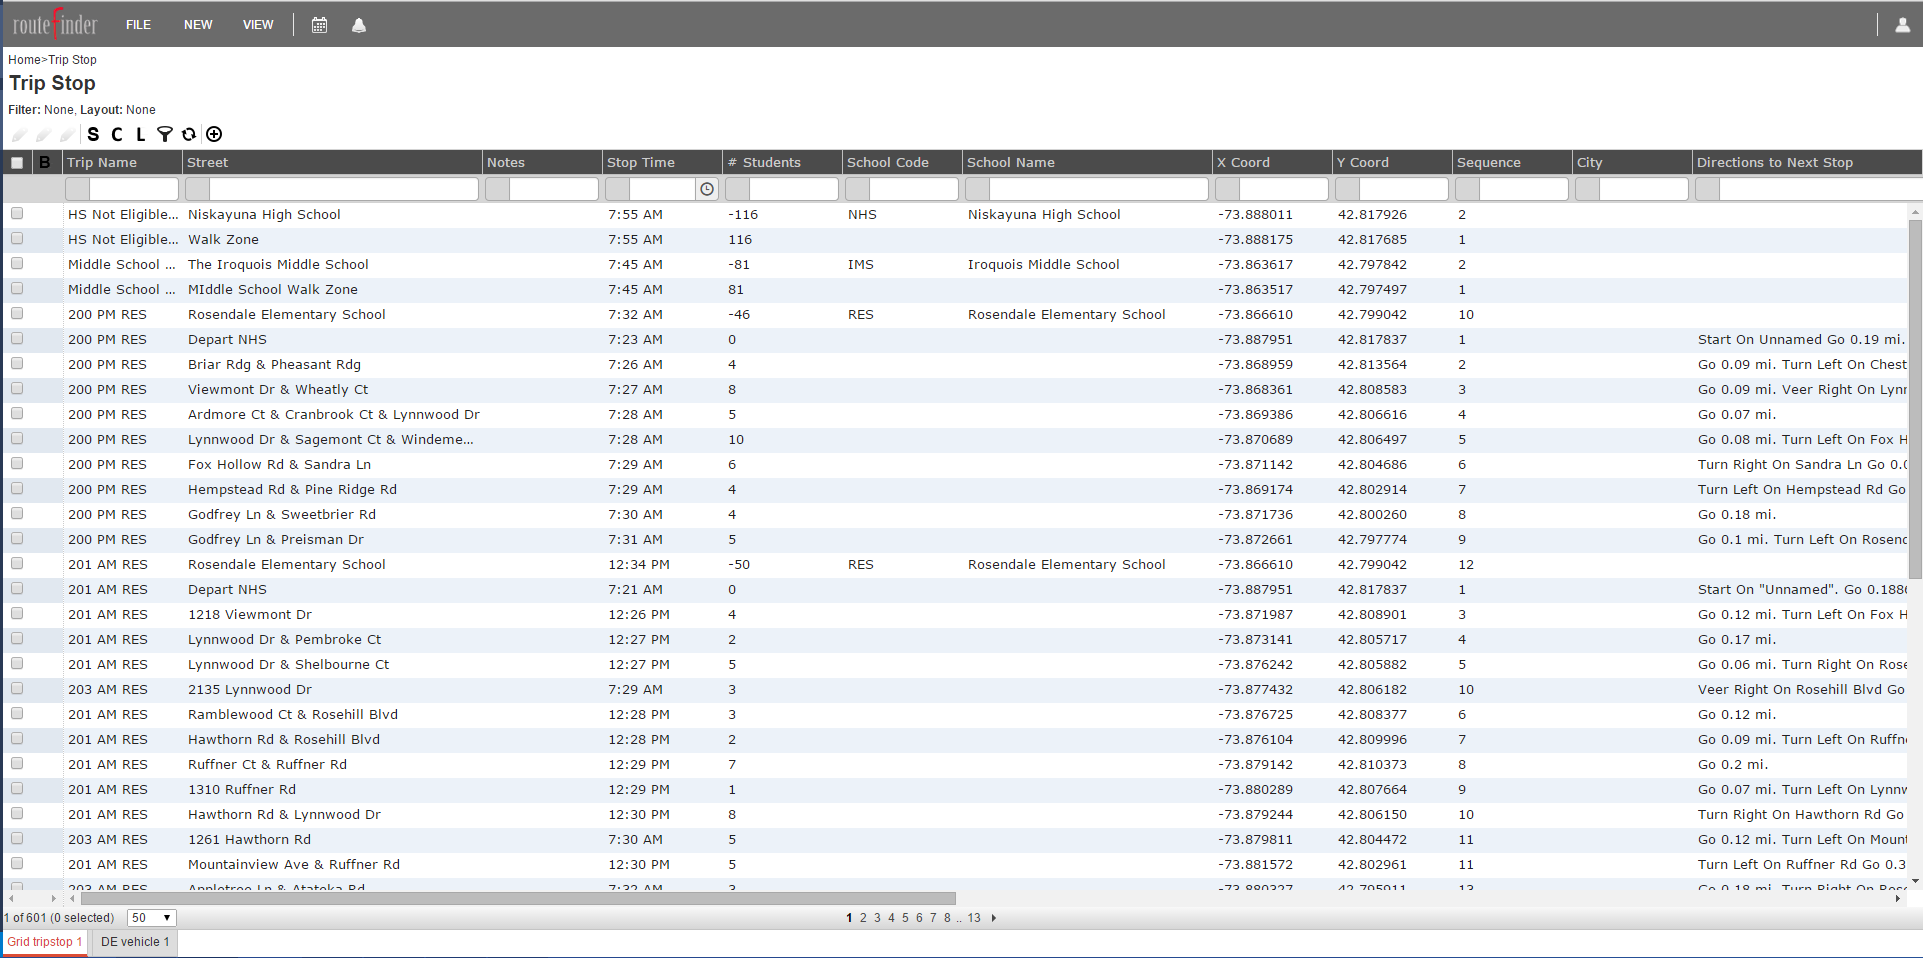 routefinder FILE NEW VIEW
Home>Trip Stop
Trip Stop
Filter: None, Layout: None
S C L
B Trip Name Street Notes Stop Time # Students School Code School Name X Coord Y Coord Sequence City Directions to Next Stop
HS Not Eligible... Niskayuna High School 7:55 AM -116 NHS Niskayuna High School -73.888011 42.817926 2
HS Not Eligible... Walk Zone 7:55 AM 116 -73.888175 42.817685 1
Middle School ... The Iroquois Middle School 7:45 AM -81 IMS Iroquois Middle School -73.863617 42.797842 2
Middle School ... MIddle School Walk Zone 7:45 AM 81 -73.863517 42.797497 1
200 PM RES Rosendale Elementary School 7:32 AM -46 RES Rosendale Elementary School -73.866610 42.799042 10
200 PM RES Depart NHS 7:23 AM 0 -73.887951 42.817837 1 Start On Unnamed Go 0.19 mi.
200 PM RES Briar Rdg & Pheasant Rdg 7:26 AM 4 -73.868959 42.813564 2 Go 0.09 mi. Turn Left On Chest
200 PM RES Viewmont Dr & Wheatly Ct 7:27 AM 8 -73.868361 42.808583 3 Go 0.09 mi. Veer Right On Lynn
200 PM RES Ardmore Ct & Cranbrook Ct & Lynnwood Dr 7:28 AM 5 -73.869386 42.806616 4 Go 0.07 mi.
200 PM RES Lynnwood Dr & Sagemont Ct & Windeme... 7:28 AM 10 -73.870689 42.806497 5 Go 0.08 mi. Turn Left On Fox H
200 PM RES Fox Hollow Rd & Sandra Ln 7:29 AM 6 -73.871142 42.804686 6 Turn Right On Sandra Ln Go 0.0
200 PM RES Hempstead Rd & Pine Ridge Rd 7:29 AM 4 -73.869174 42.802914 7 Turn Left On Hempstead Rd Go
200 PM RES Godfrey Ln & Sweetbrier Rd 7:30 AM 4 -73.871736 42.800260 8 Go 0.18 mi.
200 PM RES Godfrey Ln & Preisman Dr 7:31 AM 5 -73.872661 42.797774 9 Go 0.1 mi. Turn Left On Rosend
201 AM RES Rosendale Elementary School 12:34 PM -50 RES Rosendale Elementary School -73.866610 42.799042 12
201 AM RES Depart NHS 7:21 AM 0 -73.887951 42.817837 1 Start On "Unnamed". Go 0.1886
201 AM RES 1218 Viewmont Dr 12:26 PM 4 -73.871987 42.808901 3 Go 0.12 mi. Turn Left On Fox H
201 AM RES Lynnwood Dr & Pembroke Ct 12:27 PM 2 -73.873141 42.805717 4 Go 0.17 mi.
201 AM RES Lynnwood Dr & Shelbourne Ct 12:27 PM 5 -73.876242 42.805882 5 Go 0.06 mi. Turn Right On Rose
203 AM RES 2135 Lynnwood Dr 7:29 AM 3 -73.877432 42.806182 10 Veer Right On Rosehill Blvd Go
201 AM RES Ramblewood Ct & Rosehill Blvd 12:28 PM 3 -73.876725 42.808377 6 Go 0.12 mi.
201 AM RES Hawthorn Rd & Rosehill Blvd 12:28 PM 2 -73.876104 42.809996 7 Go 0.09 mi. Turn Left On Ruffn
201 AM RES Ruffner Ct & Ruffner Rd 12:29 PM 7 -73.879142 42.810373 8 Go 0.2 mi.
201 AM RES 1310 Ruffner Rd 12:29 PM 1 -73.880289 42.807664 9 Go 0.07 mi. Turn Left On Lynnw
201 AM RES Hawthorn Rd & Lynnwood Dr 12:30 PM 8 -73.879244 42.806150 10 Turn Right On Hawthorn Rd Go
203 AM RES 1261 Hawthorn Rd 7:30 AM 5 -73.879811 42.804472 11 Go 0.12 mi. Turn Left On Mount
201 AM RES Mountainview Ave & Ruffner Rd 12:30 PM 5 -73.881572 42.802961 11 Turn Left On Ruffner Rd Go 0.3
203 AM RES Appletree Ln & Atateka Rd 7:32 AM 3 -73.880327 42.795911 13 Go 0.18 mi. Turn Right On Rose
1 of 601 (0 selected) 50 1 2 3 4 5 6 7 8 .. 13
Grid tripstop 1 DE vehicle 1